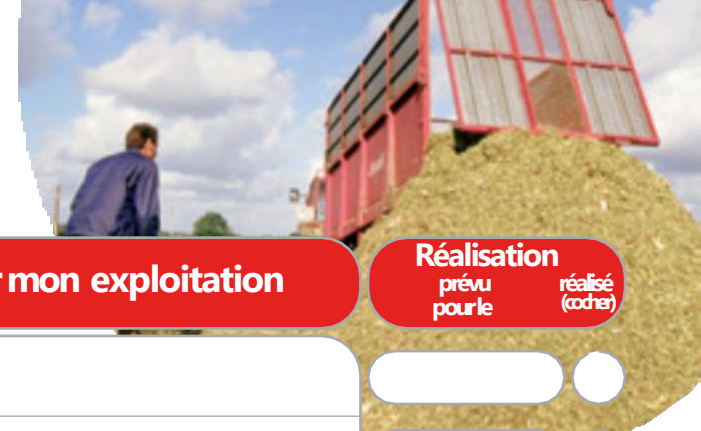 r mon exploitation
Réalisation
prévu
pour le
réalisé
(cocher)